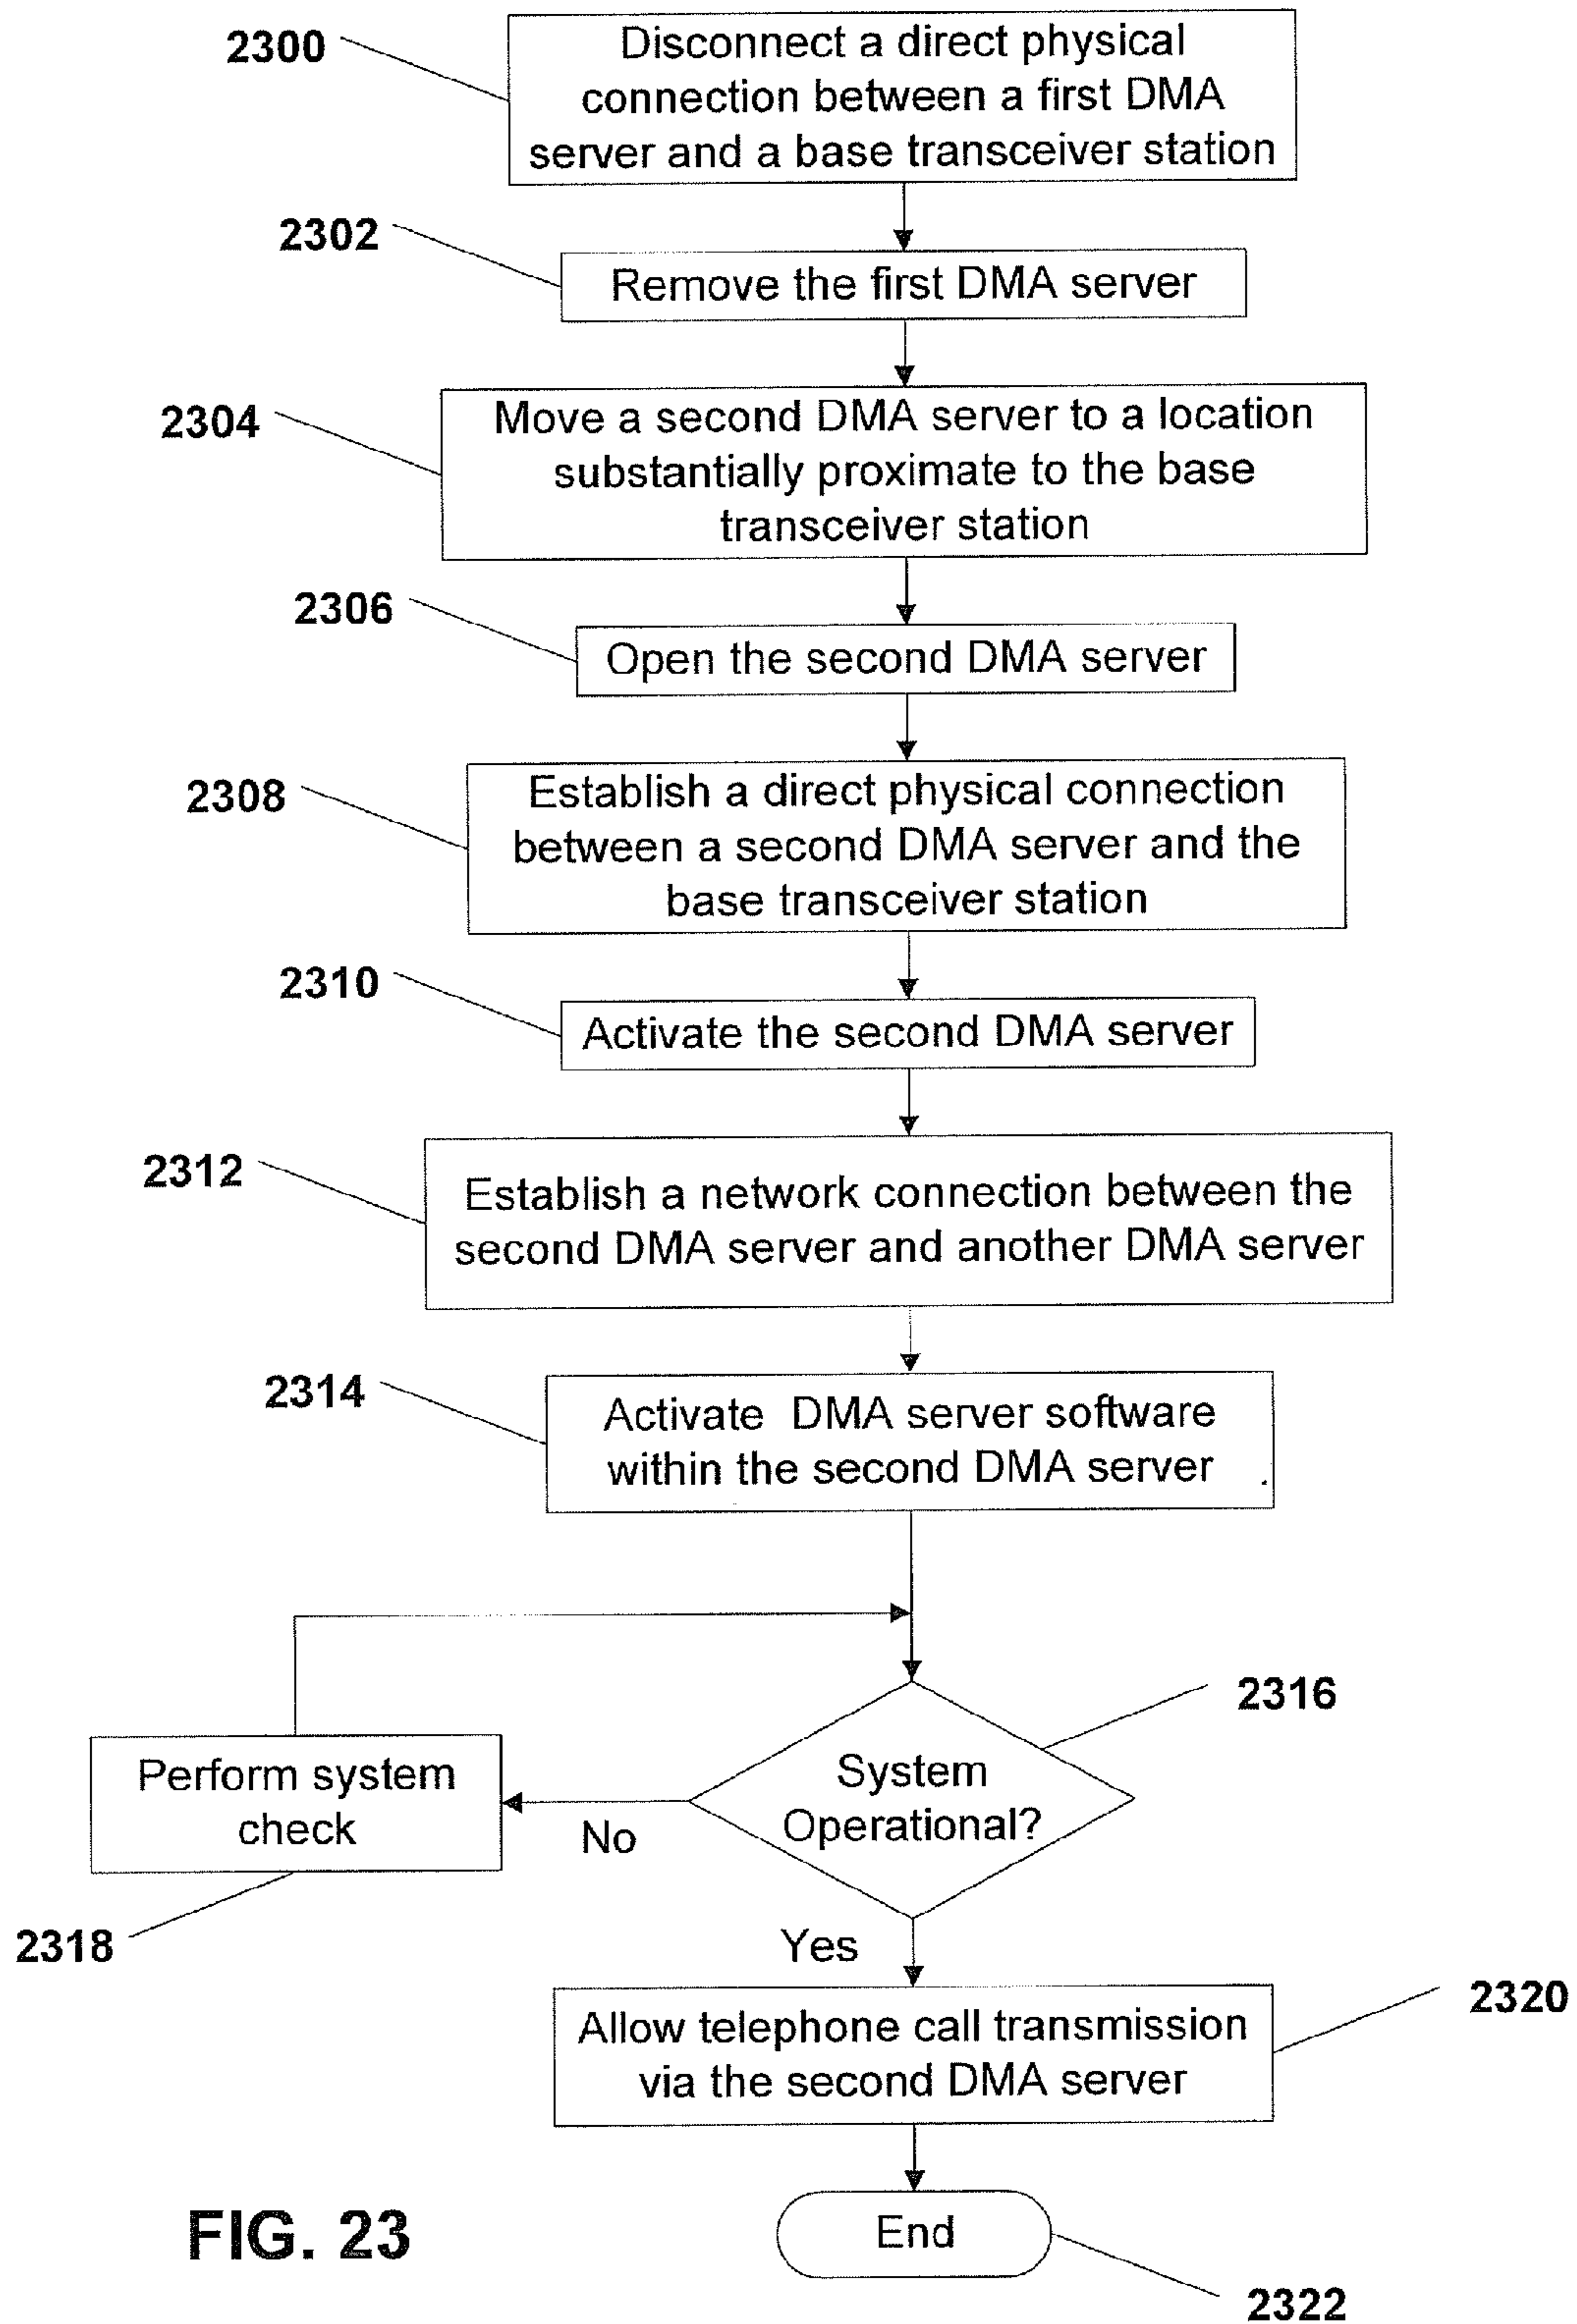 2300
Disconnect a direct physical
connection between a first DMA
server and a base transceiver station
2302
Remove the first DMA server
2304
Move a second DMA server to a location
substantially proximate to the base
transceiver station
2306
Open the second DMA server
2308
Establish a direct physical connection
between a second DMA server and the
base transceiver station
2310
Activate the second DMA server
2312
Establish a network connection between the
second DMA server and another DMA server
2314
Activate DMA server software
within the second DMA server
2316
System
Operational?
Perform system
check
No
2318
Yes
2320
Allow telephone call transmission
via the second DMA server
End
FIG. 23
2322